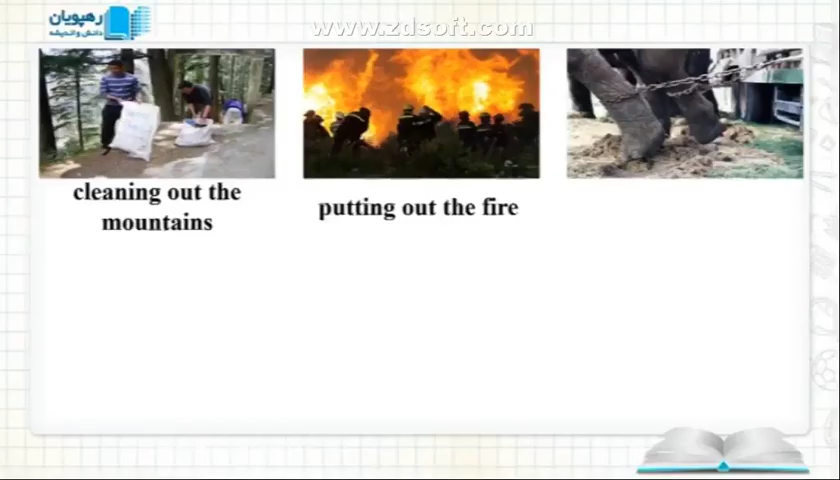 رهپویان
دانش و اندیشه
www.zdsoft.com
cleaning out the
mountains
putting out the fire